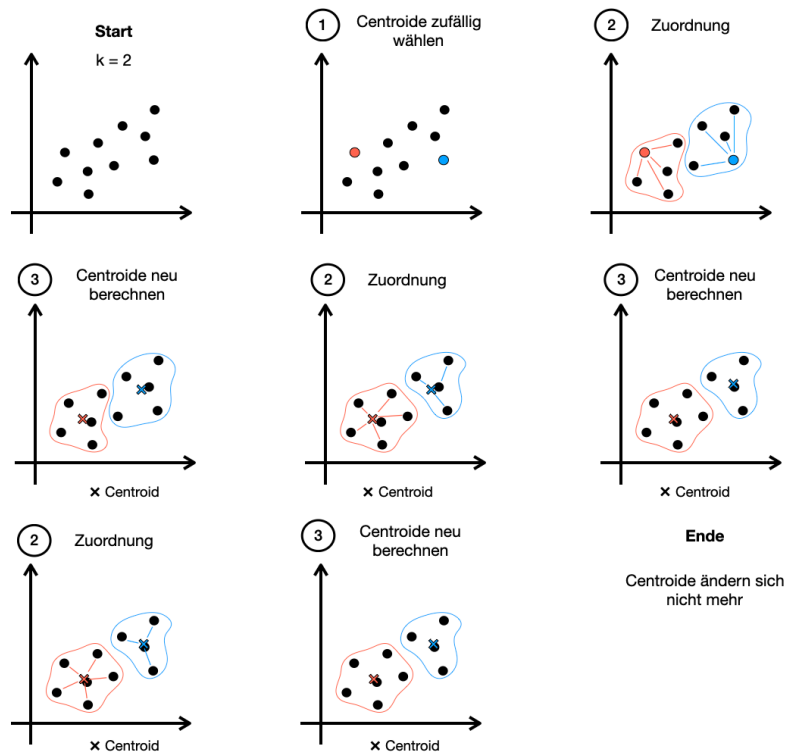 Start
k = 2
1
Centroide zufällig
wählen
2
Zuordnung
3
Centroide neu
berechnen
Centroid
2
Zuordnung
Centroid
3
Centroide neu
berechnen
Centroid
2
Zuordnung
Centroid
3
Centroide neu
berechnen
Centroid
Ende
Centroide ändern sich
nicht mehr